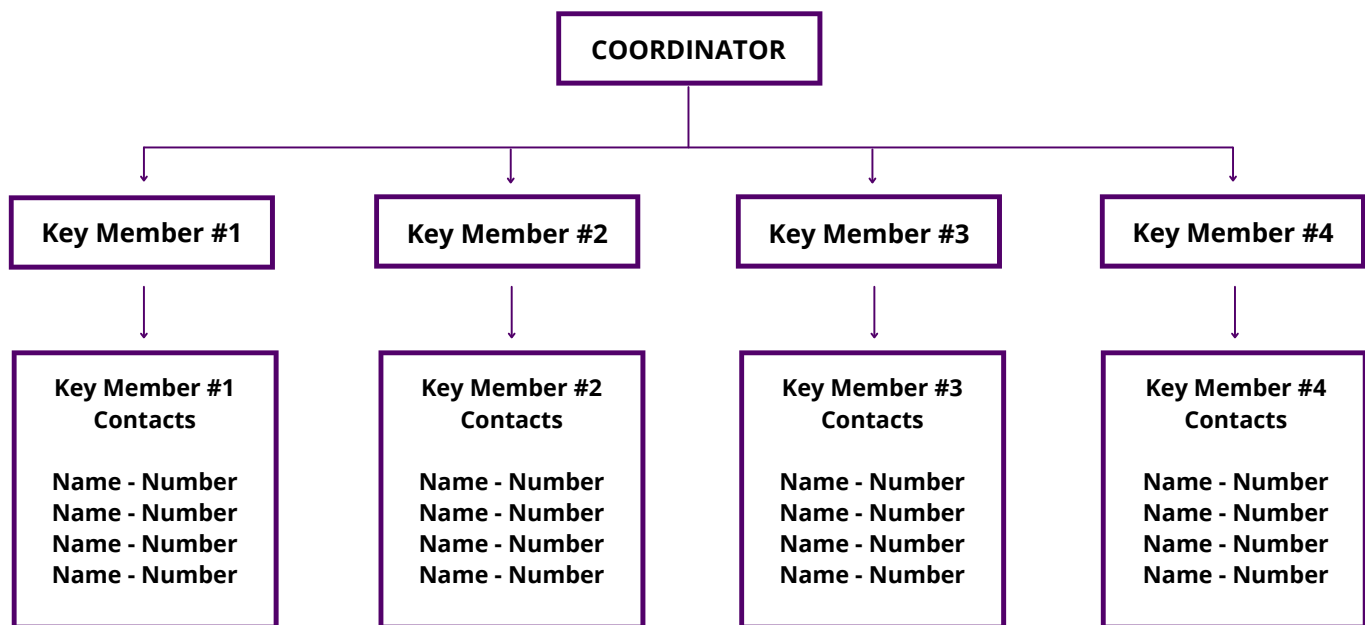 COORDINATOR
Key Member #1
Key Member #2
Key Member #3
Key Member #4
Key Member #1
Contacts
Name - Number
Name - Number
Name - Number
Name - Number
Key Member #2
Contacts
Name - Number
Name - Number
Name - Number
Name - Number
Key Member #3
Contacts
Name - Number
Name - Number
Name - Number
Name - Number
Key Member #4
Contacts
Name - Number
Name - Number
Name - Number
Name - Number